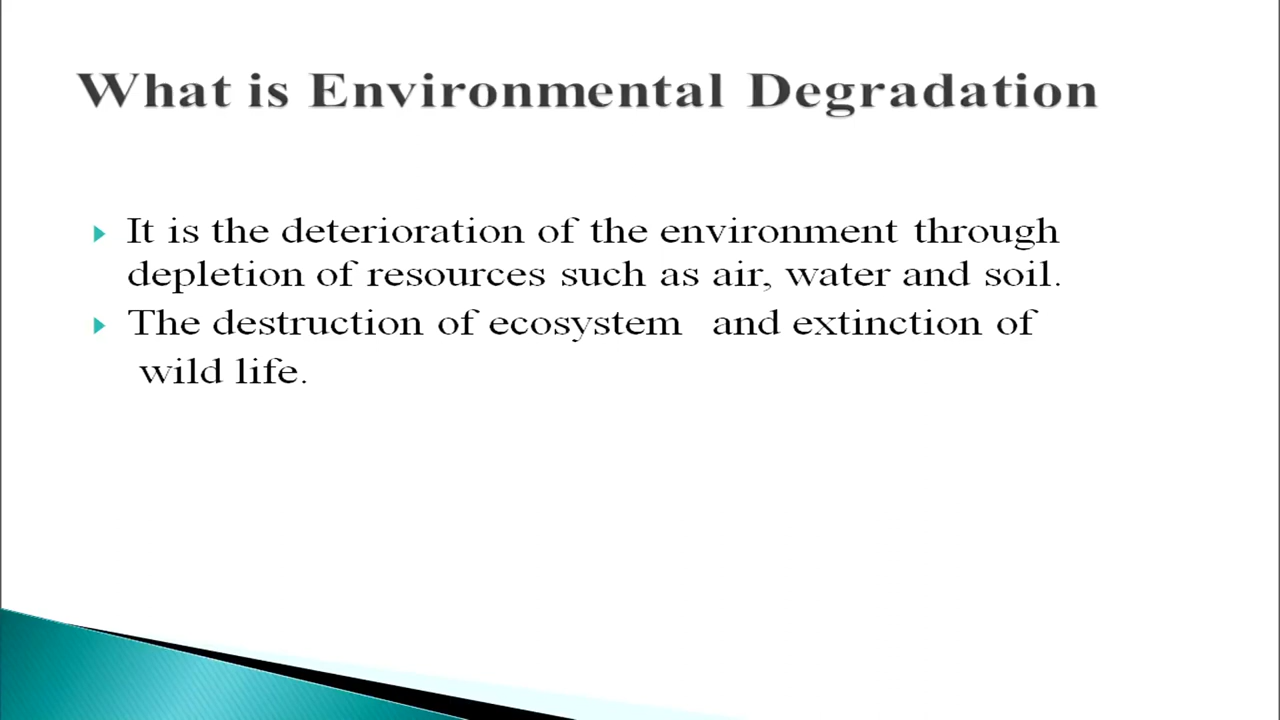 What is Environmental Degradation
It is the deterioration of the environment through
depletion of resources such as air, water and soil.
The destruction of ecosystem and extinction of
wild life.